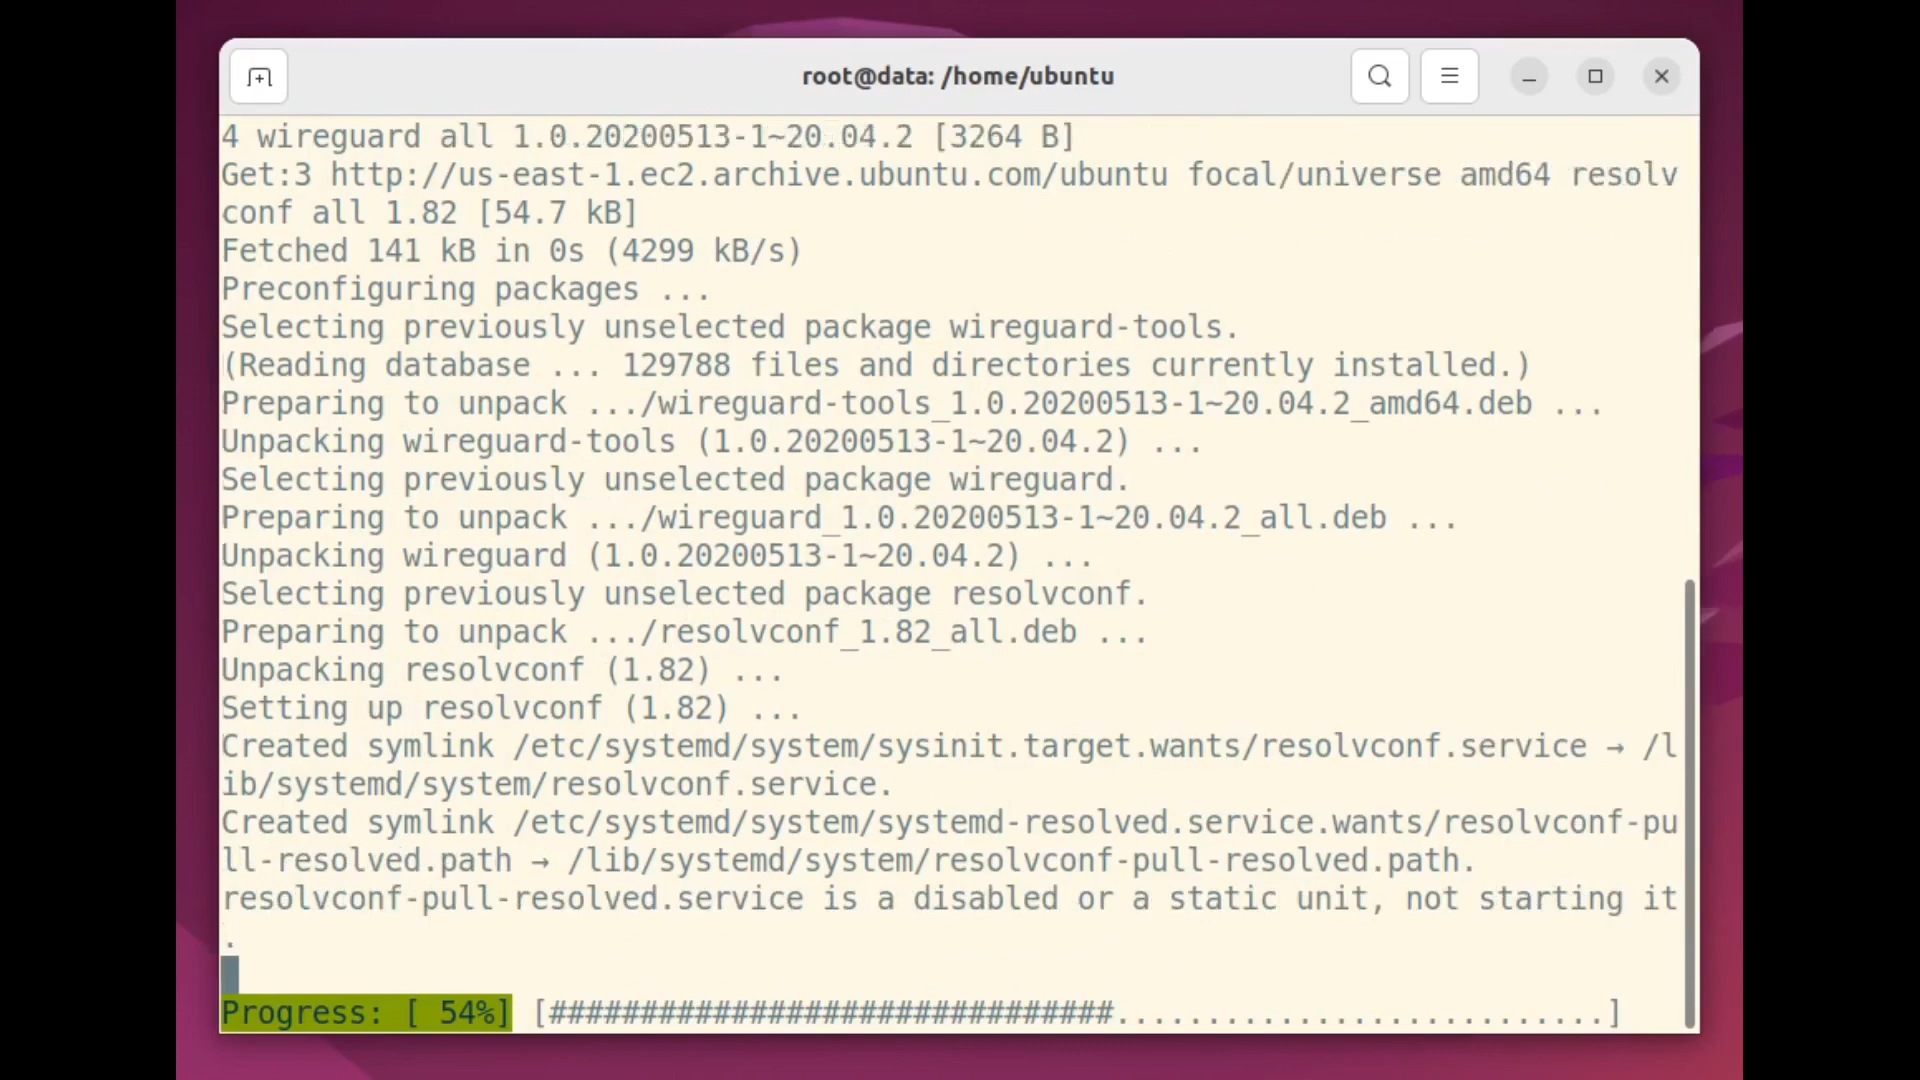 root@data: /home/ubuntu
4 wireguard all 1.0.20200513-1~20.04.2 [3264 B]
Get:3 http://us-east-1.ec2.archive.ubuntu.com/ubuntu focal/universe amd64 resolv
conf all 1.82 [54.7 kB]
Fetched 141 kB in 0s (4299 kB/s)
Preconfiguring packages ...
Selecting previously unselected package wireguard-tools.
(Reading database ... 129788 files and directories currently installed.)
Preparing to unpack .../wireguard-tools_1.0.20200513-1~20.04.2_amd64.deb ...
Unpacking wireguard-tools (1.0.20200513-1~20.04.2) ...
Selecting previously unselected package wireguard.
Preparing to unpack .../wireguard_1.0.20200513-1~20.04.2_all.deb ...
Unpacking wireguard (1.0.20200513-1~20.04.2) ...
Selecting previously unselected package resolvconf.
Preparing to unpack .../resolvconf_1.82_all.deb ...
Unpacking resolvconf (1.82) ...
Setting up resolvconf (1.82) ...
Created symlink /etc/systemd/system/sysinit.target.wants/resolvconf.service → /l
ib/systemd/system/resolvconf.service.
Created symlink /etc/systemd/system/systemd-resolved.service.wants/resolvconf-pu
ll-resolved.path → /lib/systemd/system/resolvconf-pull-resolved.path.
resolvconf-pull-resolved.service is a disabled or a static unit, not starting it
.
Progress: [ 54%] [###############################...........................]